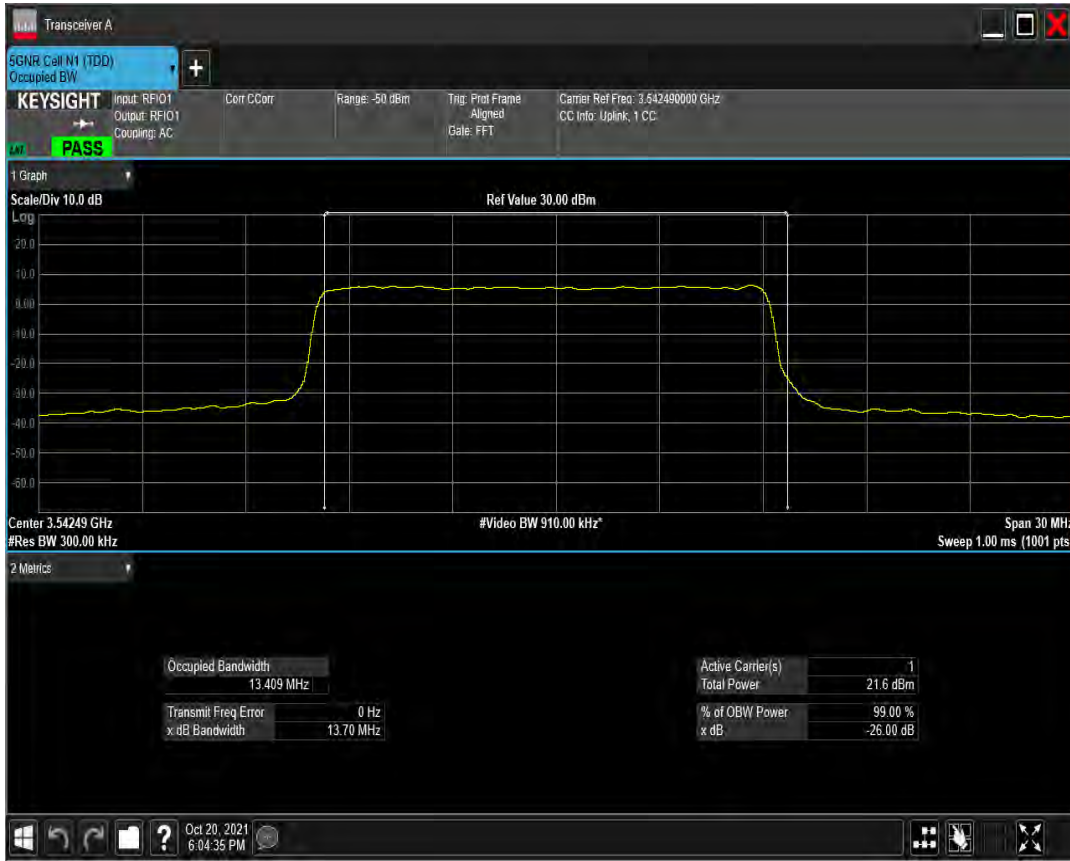 Transceiver A
5GNR Cell N1 (TDD)
Occupied BW
KEYSIGHT
PASS
Input: RFIO1
Output: RFIO1
Coupling: AC
Corr CCorr
Range: -50 dBm
Trig: Prot Frame
Aligned
Gate: FFT
Carrier Ref Freq: 3.542490000 GHz
CC Info: Uplink, 1 CC
1 Graph
Scale/Div 10.0 dB
Ref Value 30.00 dBm
Log
20.0
10.0
0.00
-10.0
-20.0
-30.0
-40.0
-50.0
-60.0
Center 3.54249 GHz
#Video BW 910.00 kHz*
Span 30 MHz
#Res BW 300.00 kHz
Sweep 1.00 ms (1001 pts
2 Metrics
Occupied Bandwidth
13.409 MHz
Transmit Freq Error 0 Hz
x dB Bandwidth 13.70 MHz
Active Carrier(s) 1
Total Power 21.6 dBm
% of OBW Power 99.00 %
x dB -26.00 dB
Oct 20, 2021
6:04:35 PM